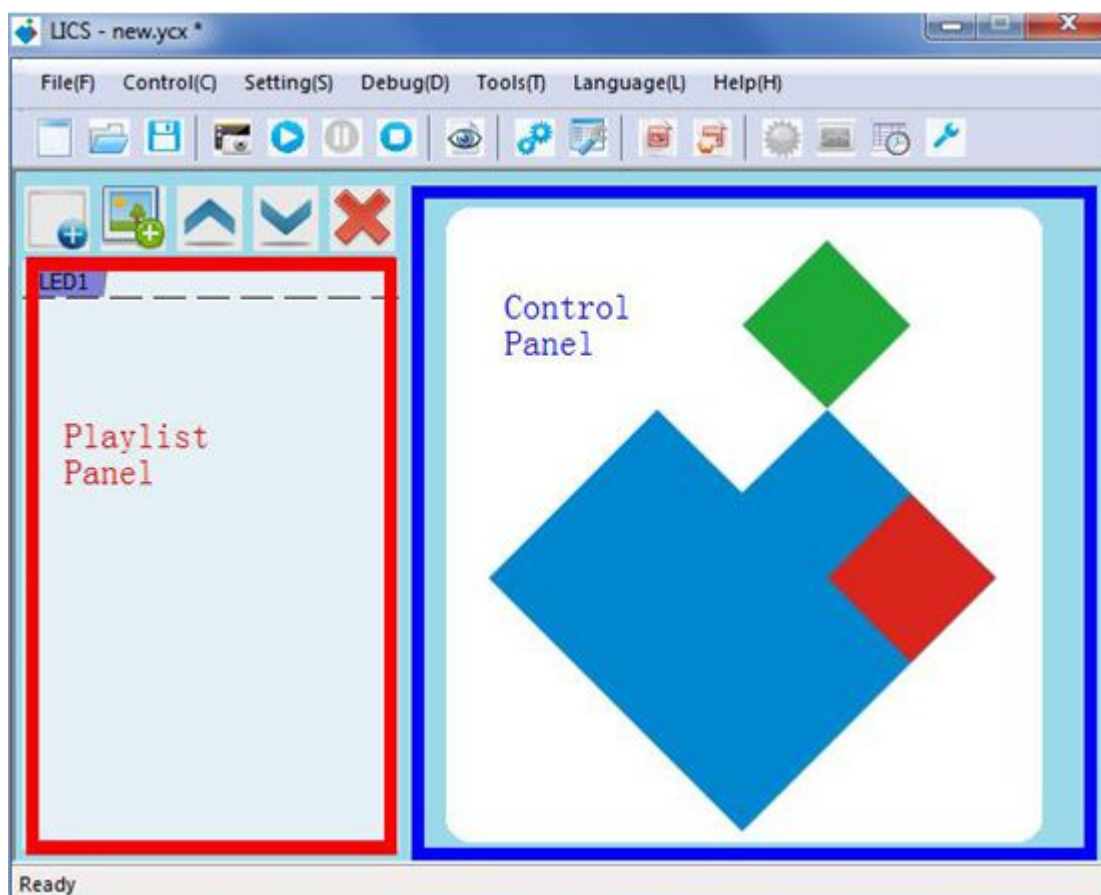 LICS - new.ycx *
File(F) Control(C) Setting(S) Debug(D) Tools(T) Language(L) Help(H)
LED1
Control
Panel
Playlist
Panel
Ready